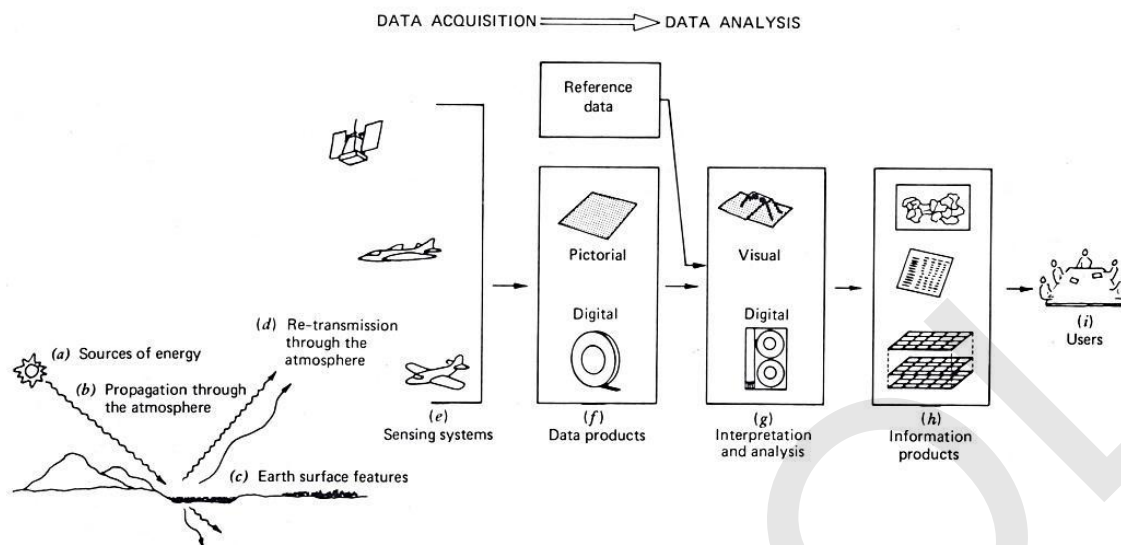 DATA ACQUISITION DATA ANALYSIS
Reference
data
Pictorial
Digital
Visual
Digital
(a) Sources of energy
(b) Propagation through
the atmosphere
(c) Earth surface features
(d) Re-transmission
through the
atmosphere
(e)
Sensing systems
(f)
Data products
(g)
Interpretation
and analysis
(h)
Information
products
(i)
Users